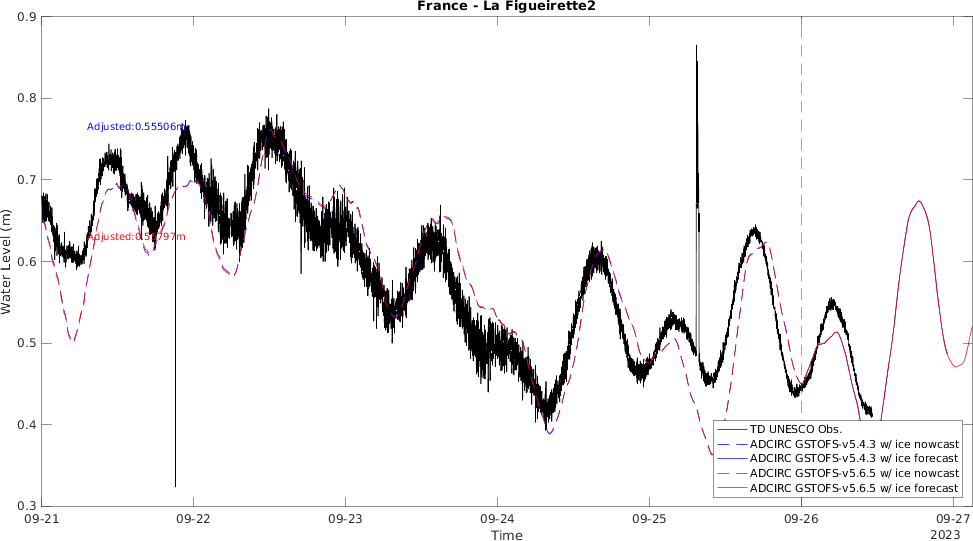 France - La Figueirette2
0.9
0.8
0.7
0.6
0.5
0.4
0.3
Water Level (m)
Adjusted:0.55506m
09-21
09-22
09-23
09-24
09-25
09-26
09-27
2023
Time
TD UNESCO Obs.
ADCIRC GSTOFS-v5.4.3 w/ ice nowcast
ADCIRC GSTOFS-v5.4.3 w/ ice forecast
ADCIRC GSTOFS-v5.6.5 w/ ice nowcast
ADCIRC GSTOFS-v5.6.5 w/ ice forecast